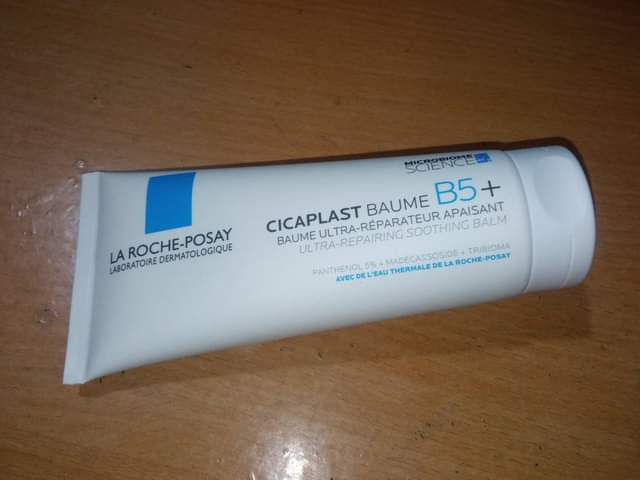 LA ROCHE-POSAY
LABORATOIRE DERMATOLOGIQUE
MICROBIOME
SCIENCE
CICAPLAST BAUME B5+
BAUME ULTRA-RÉPARATEUR APAISANT
ULTRA-REPAIRING SOOTHING BALM
PANTHENOL 5% + MADECASSOSIDE + TRIBIOMA
AVEC DE L'EAU THERMALE DE LA ROCHE-POSAY